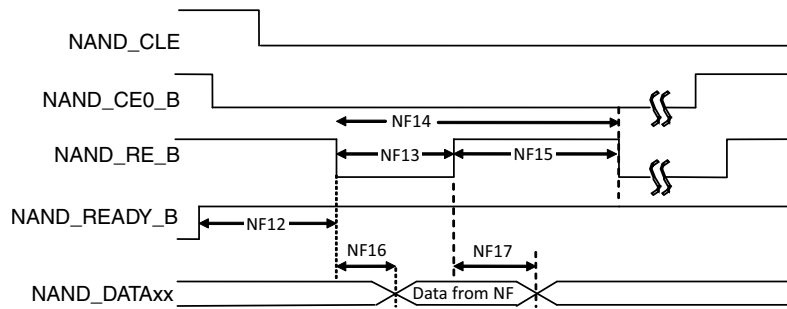 NAND_CLE
NAND_CE0_B
NF14
NAND_RE_B
NF13
NF15
NAND_READY_B
NF12
NF16
NF17
NAND_DATAxx
Data from NF